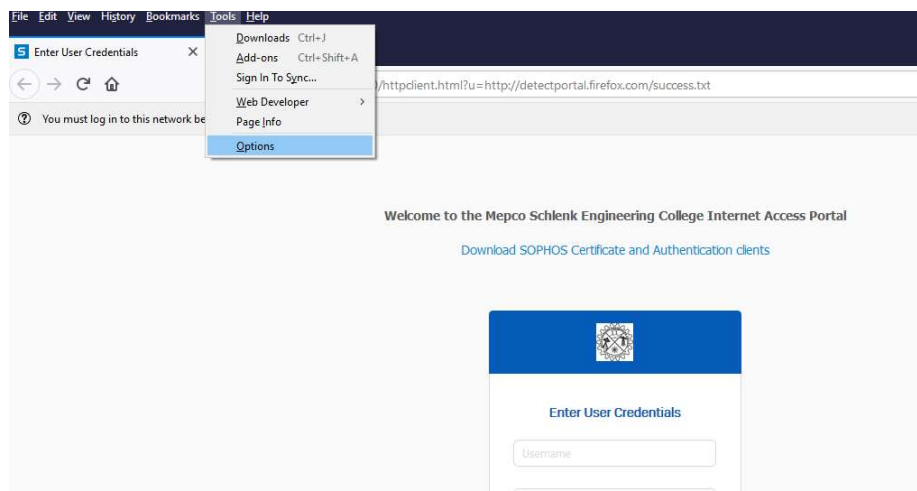 File Edit View History Bookmarks Tools Help
Enter User Credentials
Downloads Ctrl+J
Add-ons Ctrl+Shift+A
Sign In To Sync...
Web Developer
Page Info
Options
/httpclient.html?u=http://detectportal.firefox.com/success.txt
You must log in to this network be
Welcome to the Mepco Schlenk Engineering College Internet Access Portal
Download SOPHOS Certificate and Authentication clients
Enter User Credentials
Username